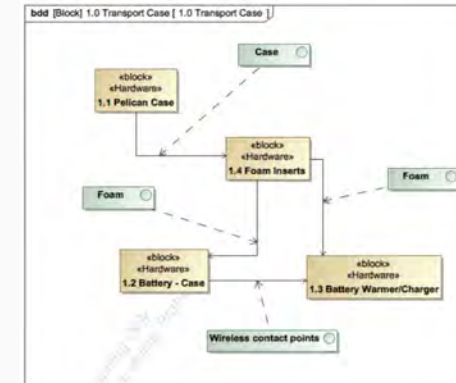 bdd [Block] 1.0 Transport Case [ 1.0 Transport Case ]
Case
«block»
«Hardware»
1.1 Pelican Case
«block»
«Hardware»
1.4 Foam Inserts
Foam
Foam
«block»
«Hardware»
1.2 Battery - Case
«block»
«Hardware»
1.3 Battery Warmer/Charger
Wireless contact points